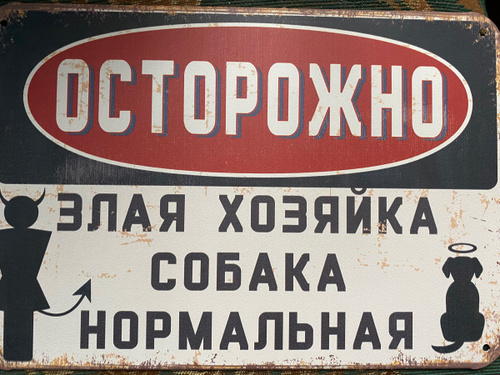 ОСТОРОЖНО
ЗЛАЯ ХОЗЯЙКА
СОБАКА
НОРМАЛЬНАЯ